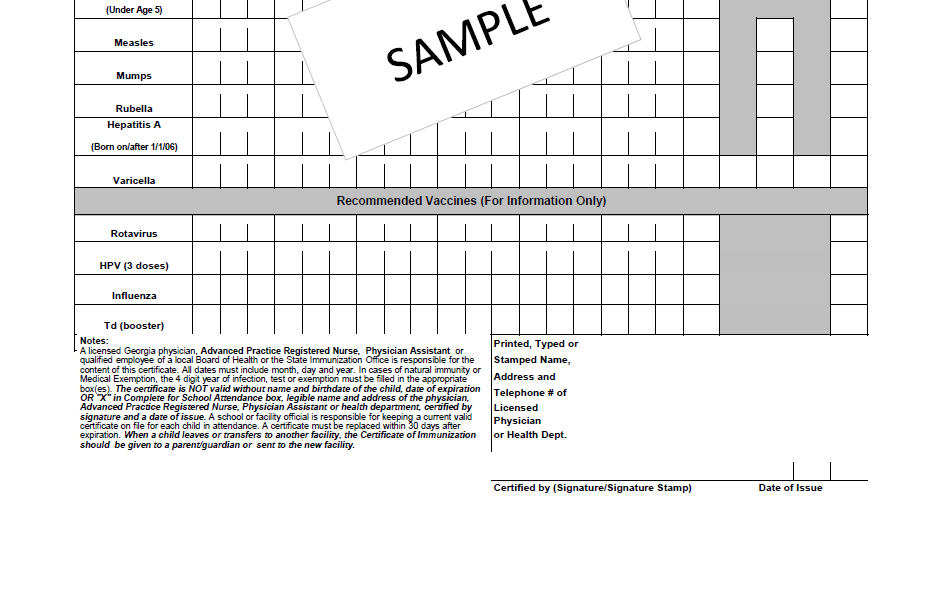 (Under Age 5)
SAMPLE
Measles
Mumps
Rubella
Hepatitis A
(Born on/after 1/1/06)
Varicella
Recommended Vaccines (For Information Only)
Rotavirus
HPV (3 doses)
Influenza
Td (booster)
Notes:
A licensed Georgia physician, Advanced Practice Registered Nurse, Physician Assistant or
qualified employee of a local Board of Health or the State Immunization Office is responsible for the
content of this certificate. All dates must include month, day and year. In cases of natural immunity or
Medical Exemption, the 4 digit year of infection, test or exemption must be filled in the appropriate
box(es). The certificate is NOT valid without name and birthdate of the child, date of expiration
OR "X" in Complete for School Attendance box, legible name and address of the physician,
Advanced Practice Registered Nurse, Physician Assistant or health department, certified by
signature and a date of issue. A school or facility official is responsible for keeping a current valid
certificate on file for each child in attendance. A certificate must be replaced within 30 days after
expiration. When a child leaves or transfers to another facility, the Certificate of Immunization
should be given to a parent/guardian or sent to the new facility.
Printed, Typed or
Stamped Name,
Address and
Telephone # of
Licensed
Physician
or Health Dept.
Certified by (Signature/Signature Stamp)
Date of Issue